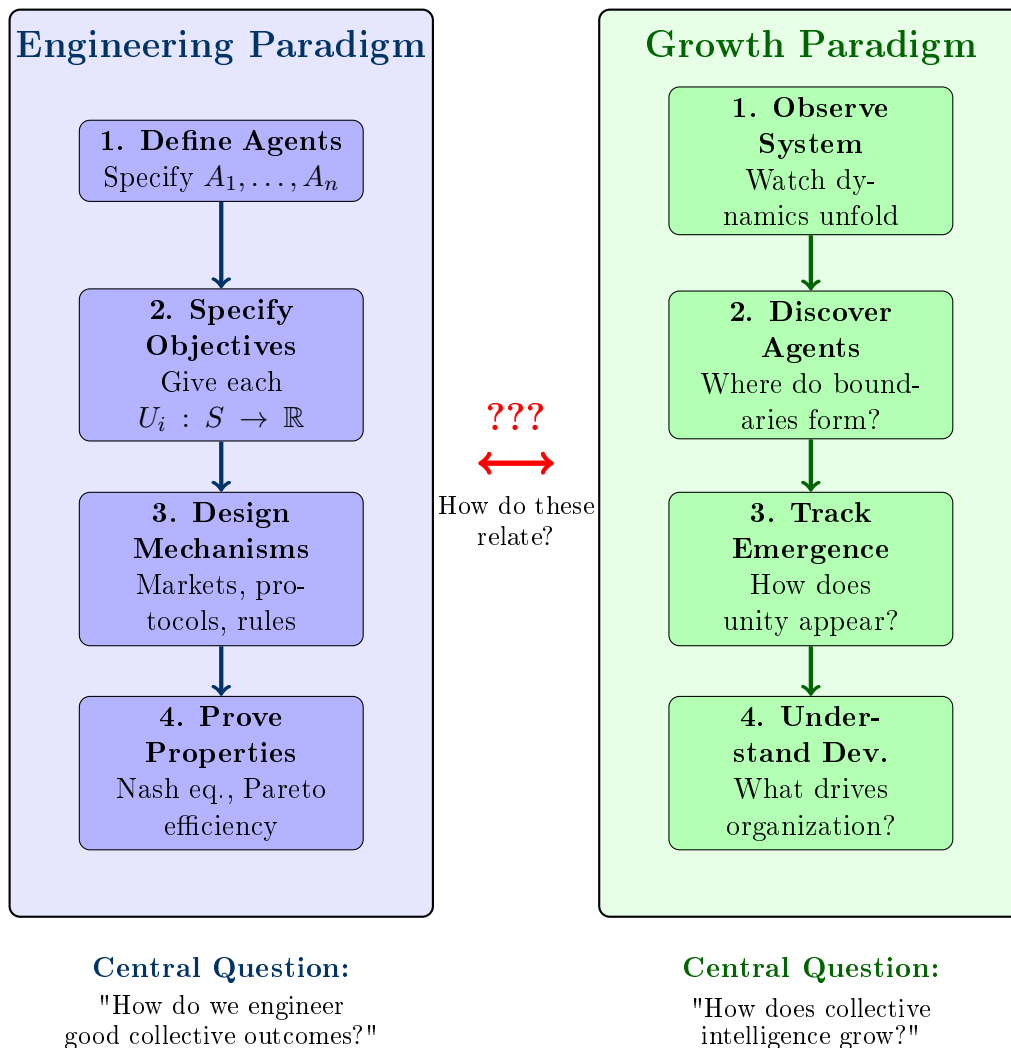 Engineering Paradigm
1. Define Agents
Specify A₁, . . . , Aₙ
2. Specify
Objectives
Give each
Uᵢ : S → ℝ
3. Design
Mechanisms
Markets, pro-
tocols, rules
4. Prove
Properties
Nash eq., Pareto
efficiency
Central Question:
"How do we engineer
good collective outcomes?"
???
How do these
relate?
Growth Paradigm
1. Observe
System
Watch dy-
namics unfold
2. Discover
Agents
Where do bound-
aries form?
3. Track
Emergence
How does
unity appear?
4. Under-
stand Dev.
What drives
organization?
Central Question:
"How does collective
intelligence grow?"